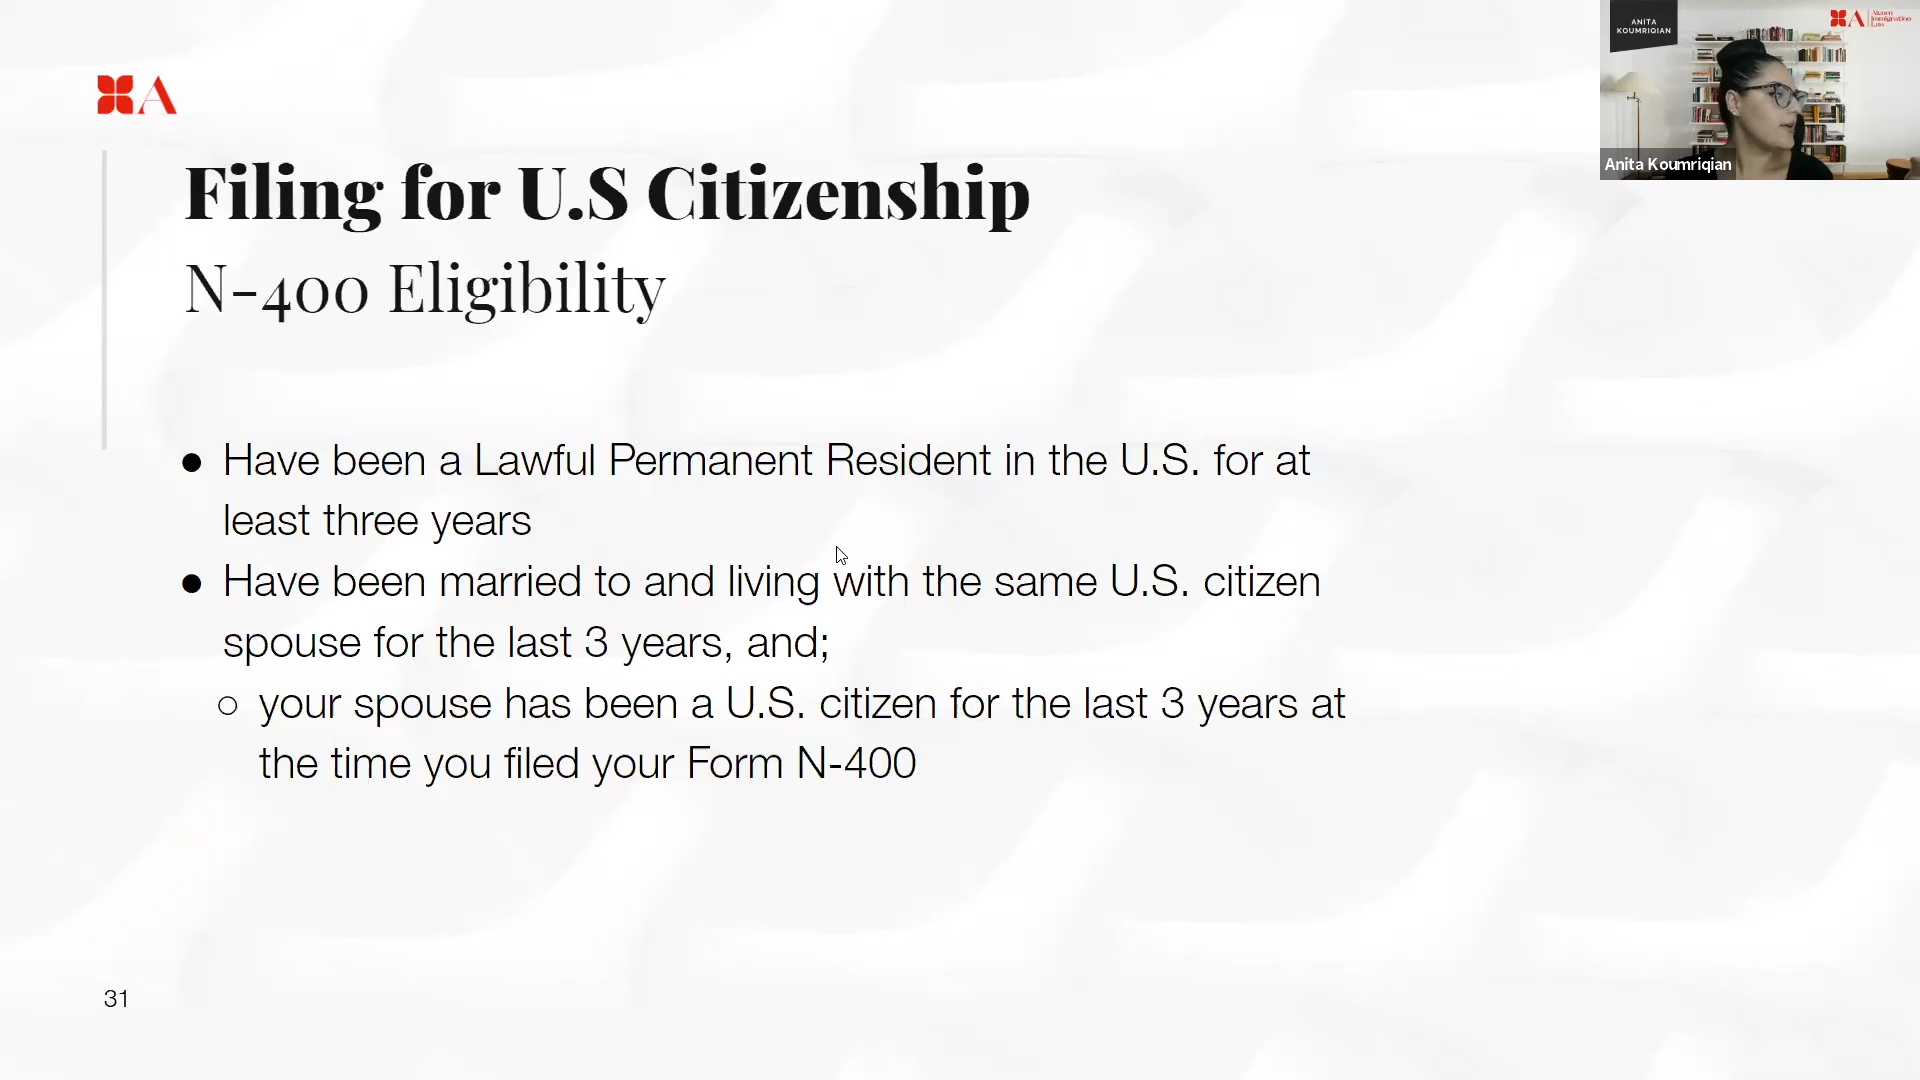 ANITA
KOUMRIQIAN
A
Immigration
Law
Anita Koumriqian
A
Filing for U.S Citizenship
N-400 Eligibility
● Have been a Lawful Permanent Resident in the U.S. for at
least three years
● Have been married to and living with the same U.S. citizen
spouse for the last 3 years, and;
○ your spouse has been a U.S. citizen for the last 3 years at
the time you filed your Form N-400
31